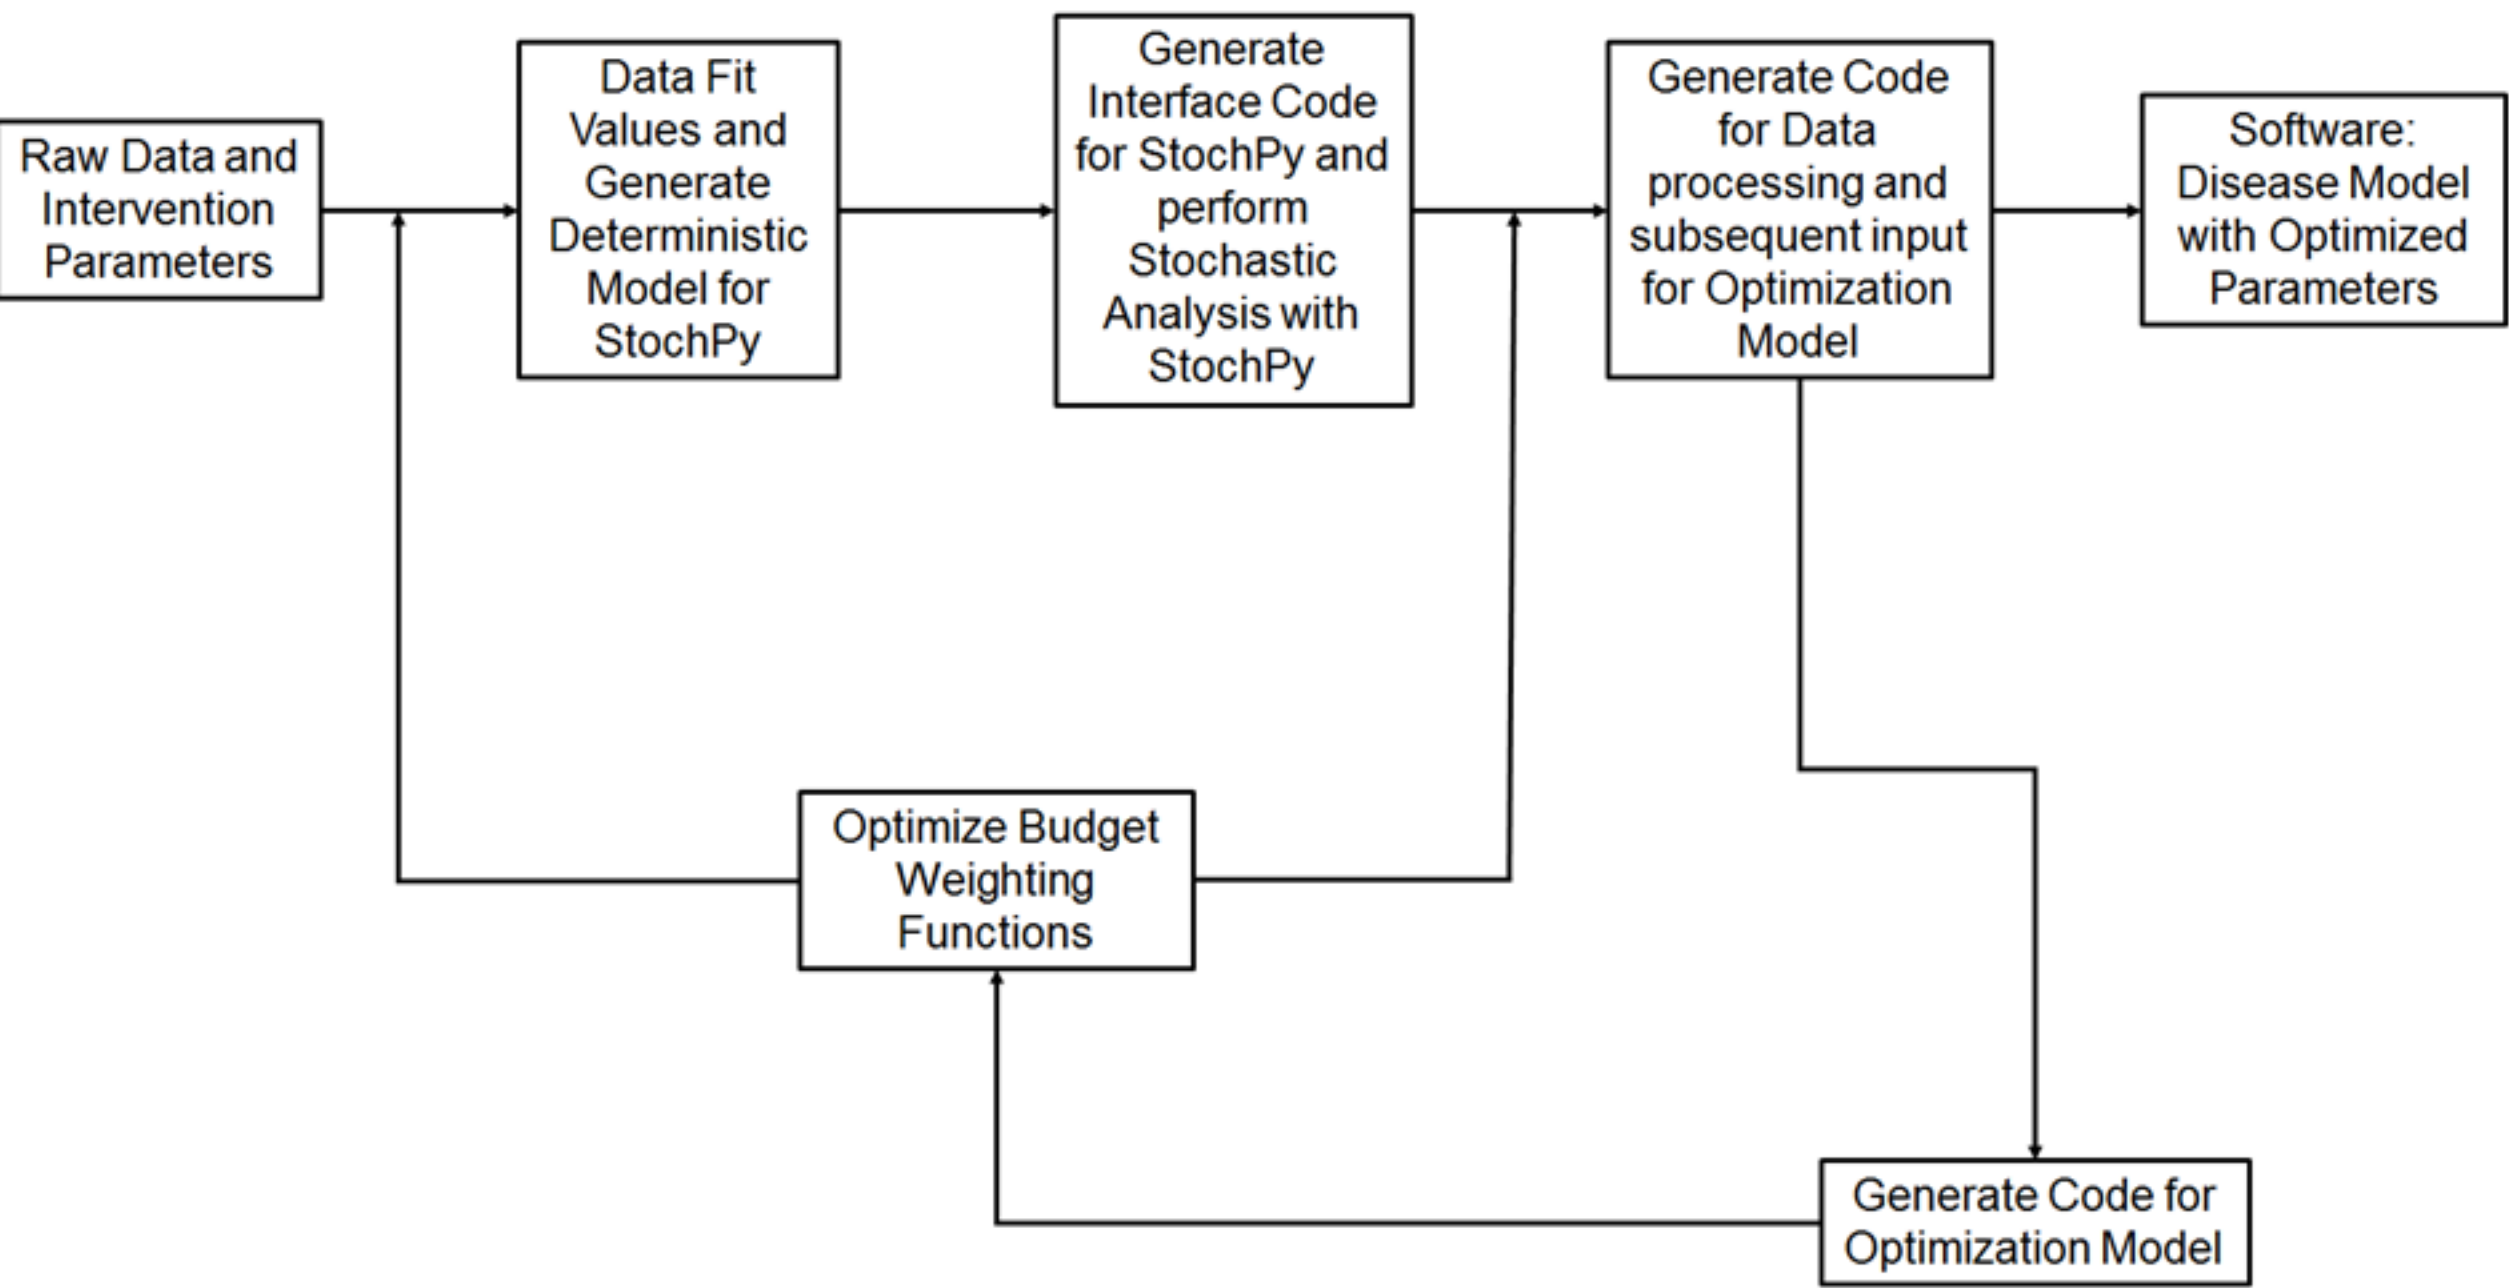 Raw Data and
Intervention
Parameters
Data Fit
Values and
Generate
Deterministic
Model for
StochPy
Generate
Interface Code
for StochPy and
perform
Stochastic
Analysis with
StochPy
Generate Code
for Data
processing and
subsequent input
for Optimization
Model
Software:
Disease Model
with Optimized
Parameters
Optimize Budget
Weighting
Functions
Generate Code for
Optimization Model